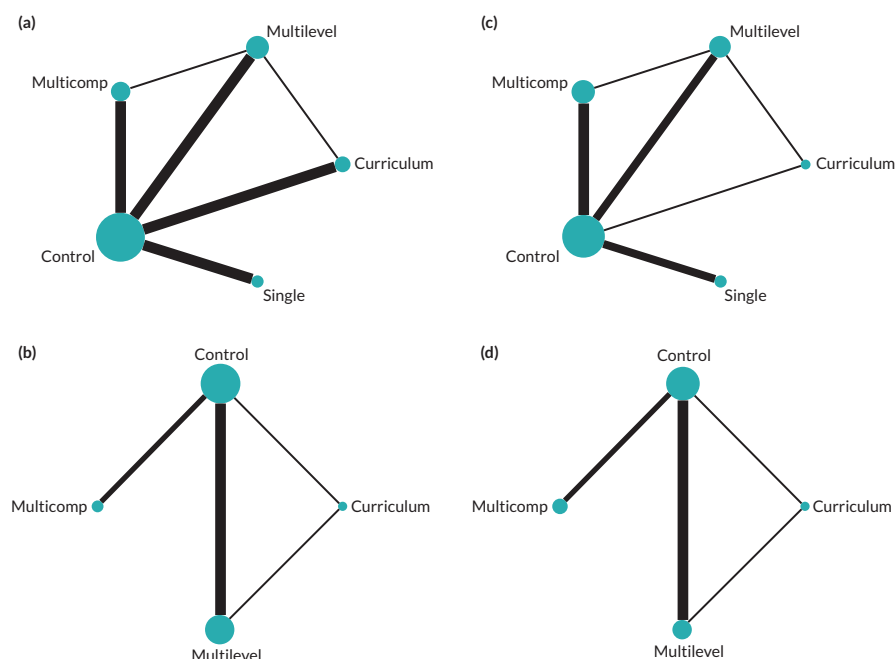 (a)
Multilevel
Multicomp
Curriculum
Control
Single
(c)
Multilevel
Multicomp
Curriculum
Control
Single
(b)
Control
Multicomp
Curriculum
Multilevel
(d)
Control
Multicomp
Curriculum
Multilevel